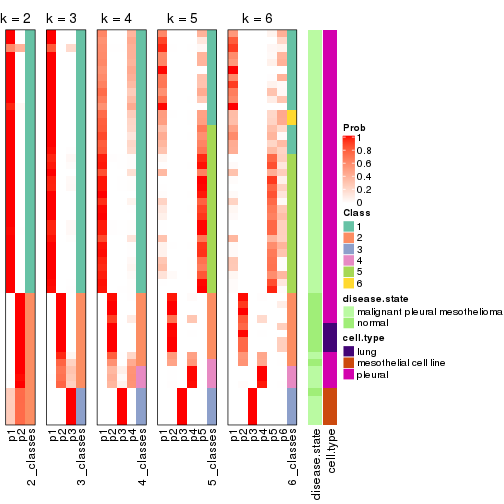 k = 2
k = 3
k = 4
k = 5
k = 6
Prob
1
0.8
0.6
0.4
0.2
0
Class
1
2
3
4
5
6
disease.state
malignant pleural mesothelioma
normal
cell.type
lung
mesothelial cell line
pleural
p1
p2
2_classes
p1
p2
p3
3_classes
p1
p2
p3
p4
4_classes
p1
p2
p3
p4
p5
5_classes
p1
p2
p3
p4
p5
p6
6_classes
disease.state
cell.type